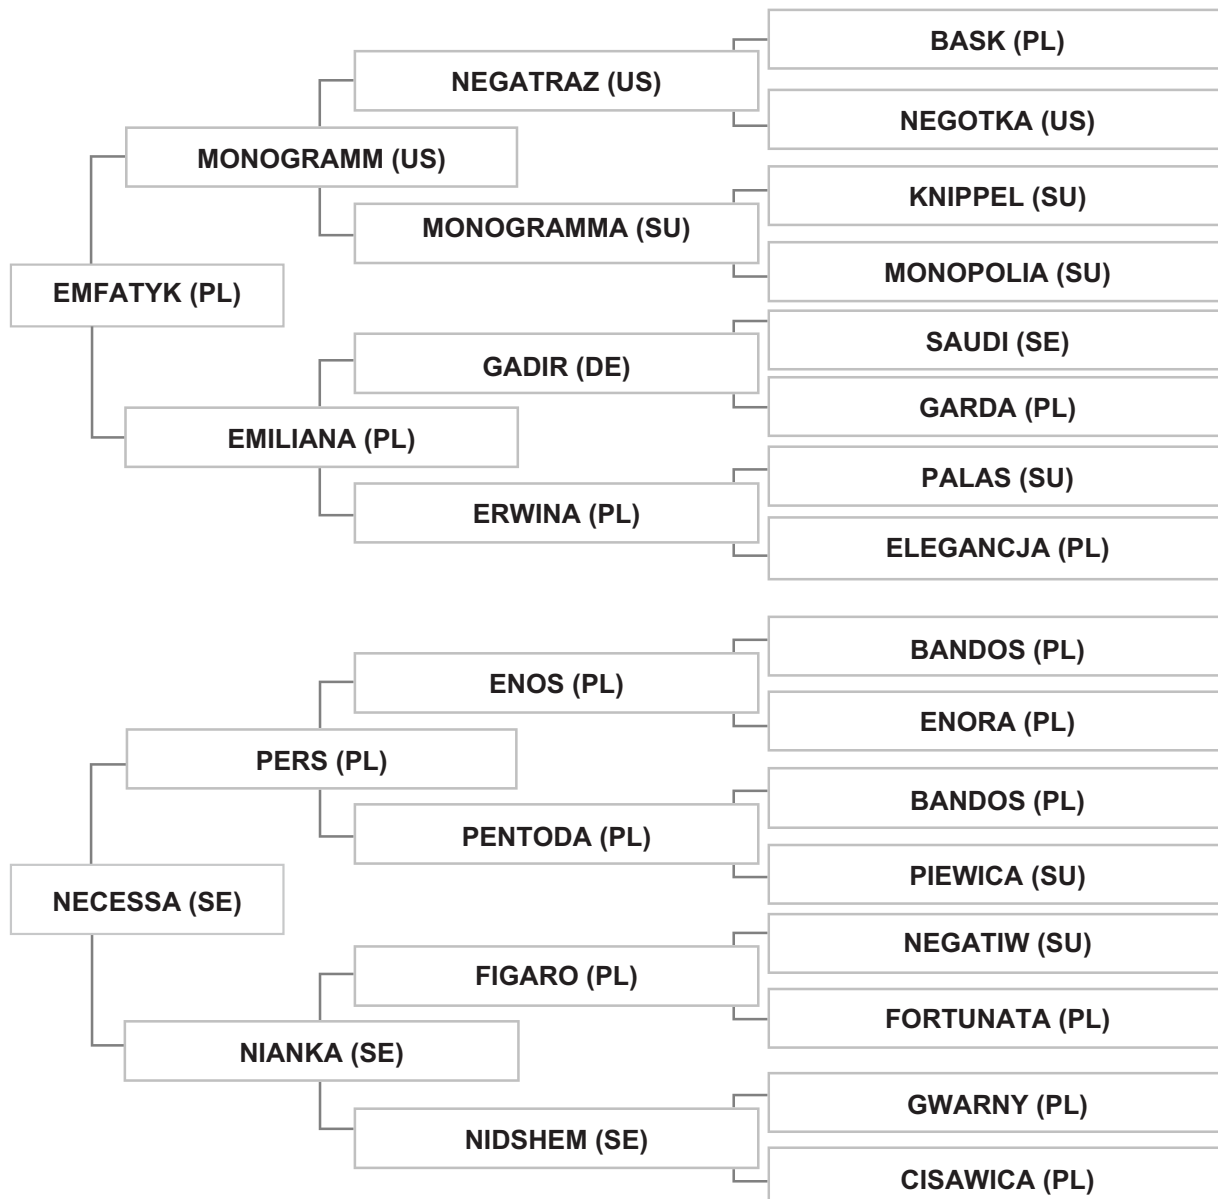 BASK (PL)
NEGATRAZ (US)
NEGOTKA (US)
MONOGRAMM (US)
KNIPPEL (SU)
MONOGRAMMA (SU)
MONOPOLIA (SU)
EMFATYK (PL)
SAUDI (SE)
GADIR (DE)
GARDA (PL)
EMILIANA (PL)
PALAS (SU)
ERWINA (PL)
ELEGANCJA (PL)
BANDOS (PL)
ENOS (PL)
ENORA (PL)
PERS (PL)
BANDOS (PL)
PENTODA (PL)
PIEWICA (SU)
NECESSA (SE)
NEGATIW (SU)
FIGARO (PL)
FORTUNATA (PL)
NIANKA (SE)
GWARNY (PL)
NIDSHEM (SE)
CISAWICA (PL)